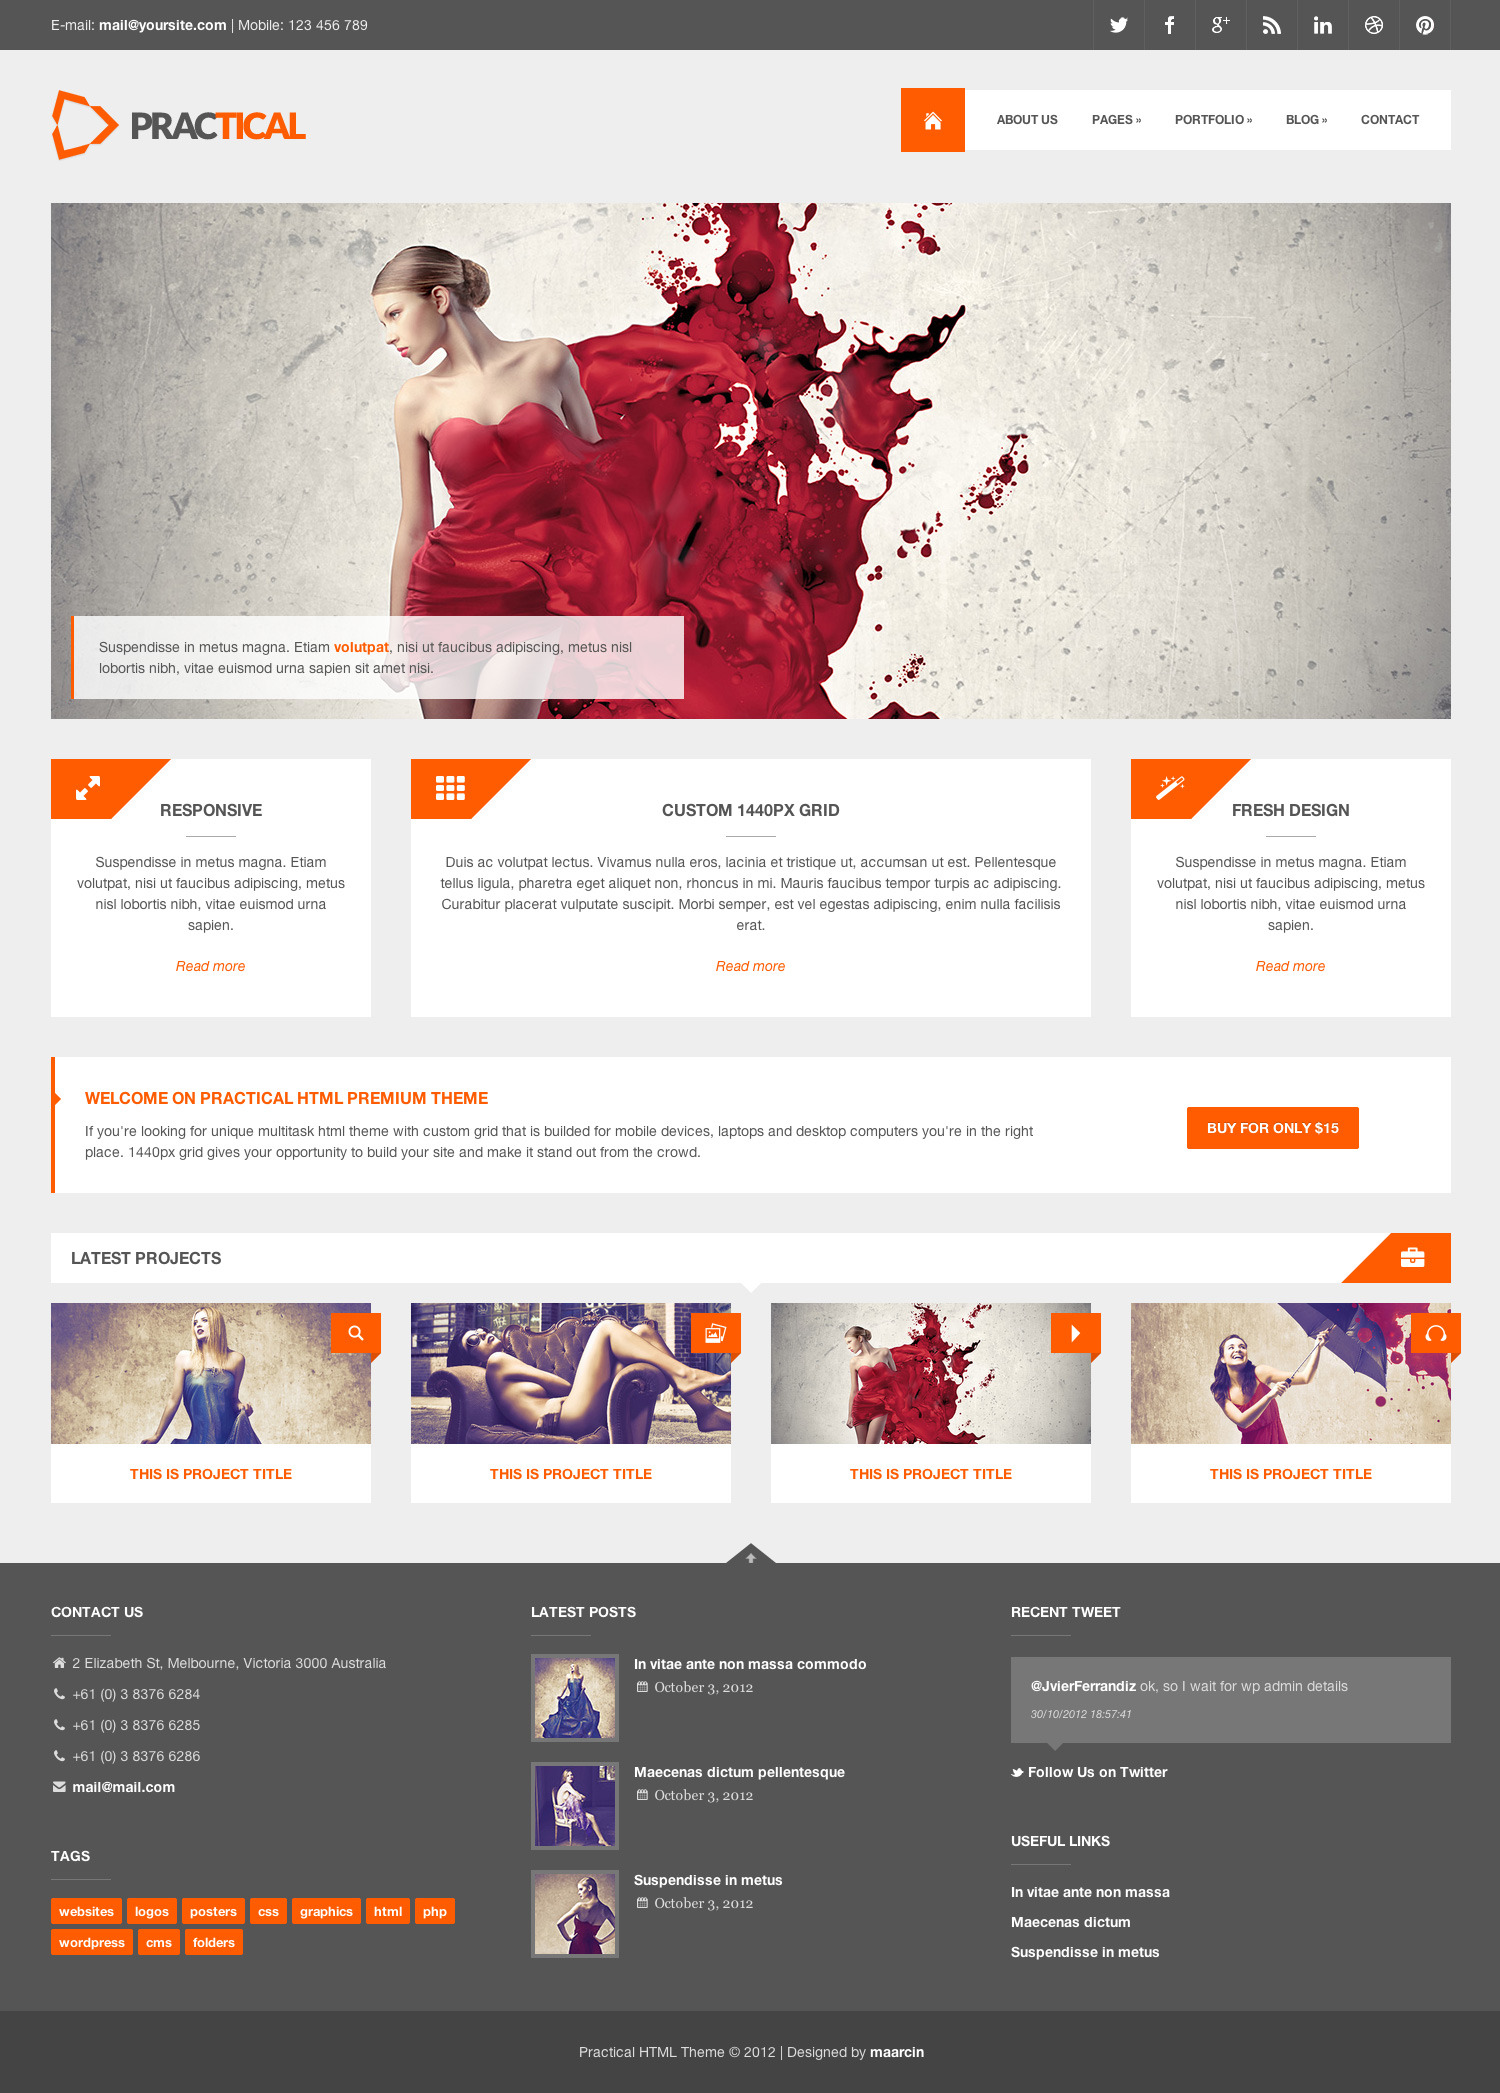 E-mail: mail@yoursite.com | Mobile: 123 456 789
PRACTICAL
ABOUT US
PAGES »
PORTFOLIO »
BLOG »
CONTACT
Suspendisse in metus magna. Etiam volutpat, nisi ut faucibus adipiscing, metus nisl
lobortis nibh, vitae euismod urna sapien sit amet nisi.
RESPONSIVE
Suspendisse in metus magna. Etiam
volutpat, nisi ut faucibus adipiscing, metus
nisl lobortis nibh, vitae euismod urna
sapien.
Read more
CUSTOM 1440PX GRID
Duis ac volutpat lectus. Vivamus nulla eros, lacinia et tristique ut, accumsan ut est. Pellentesque
tellus ligula, pharetra eget aliquet non, rhoncus in mi. Mauris faucibus tempor turpis ac adipiscing.
Curabitur placerat vulputate suscipit. Morbi semper, est vel egestas adipiscing, enim nulla facilisis
erat.
Read more
FRESH DESIGN
Suspendisse in metus magna. Etiam
volutpat, nisi ut faucibus adipiscing, metus
nisl lobortis nibh, vitae euismod urna
sapien.
Read more
WELCOME ON PRACTICAL HTML PREMIUM THEME
If you're looking for unique multitask html theme with custom grid that is builded for mobile devices, laptops and desktop computers you're in the right
place. 1440px grid gives your opportunity to build your site and make it stand out from the crowd.
BUY FOR ONLY $15
LATEST PROJECTS
THIS IS PROJECT TITLE
THIS IS PROJECT TITLE
THIS IS PROJECT TITLE
THIS IS PROJECT TITLE
CONTACT US
2 Elizabeth St, Melbourne, Victoria 3000 Australia
+61 (0) 3 8376 6284
+61 (0) 3 8376 6285
+61 (0) 3 8376 6286
mail@mail.com
TAGS
websites
logos
posters
css
graphics
html
php
wordpress
cms
folders
LATEST POSTS
In vitae ante non massa commodo
October 3, 2012
Maecenas dictum pellentesque
October 3, 2012
Suspendisse in metus
October 3, 2012
RECENT TWEET
@JvierFerrandiz ok, so I wait for wp admin details
30/10/2012 18:57:41
Follow Us on Twitter
USEFUL LINKS
In vitae ante non massa
Maecenas dictum
Suspendisse in metus
Practical HTML Theme © 2012 | Designed by maarcin